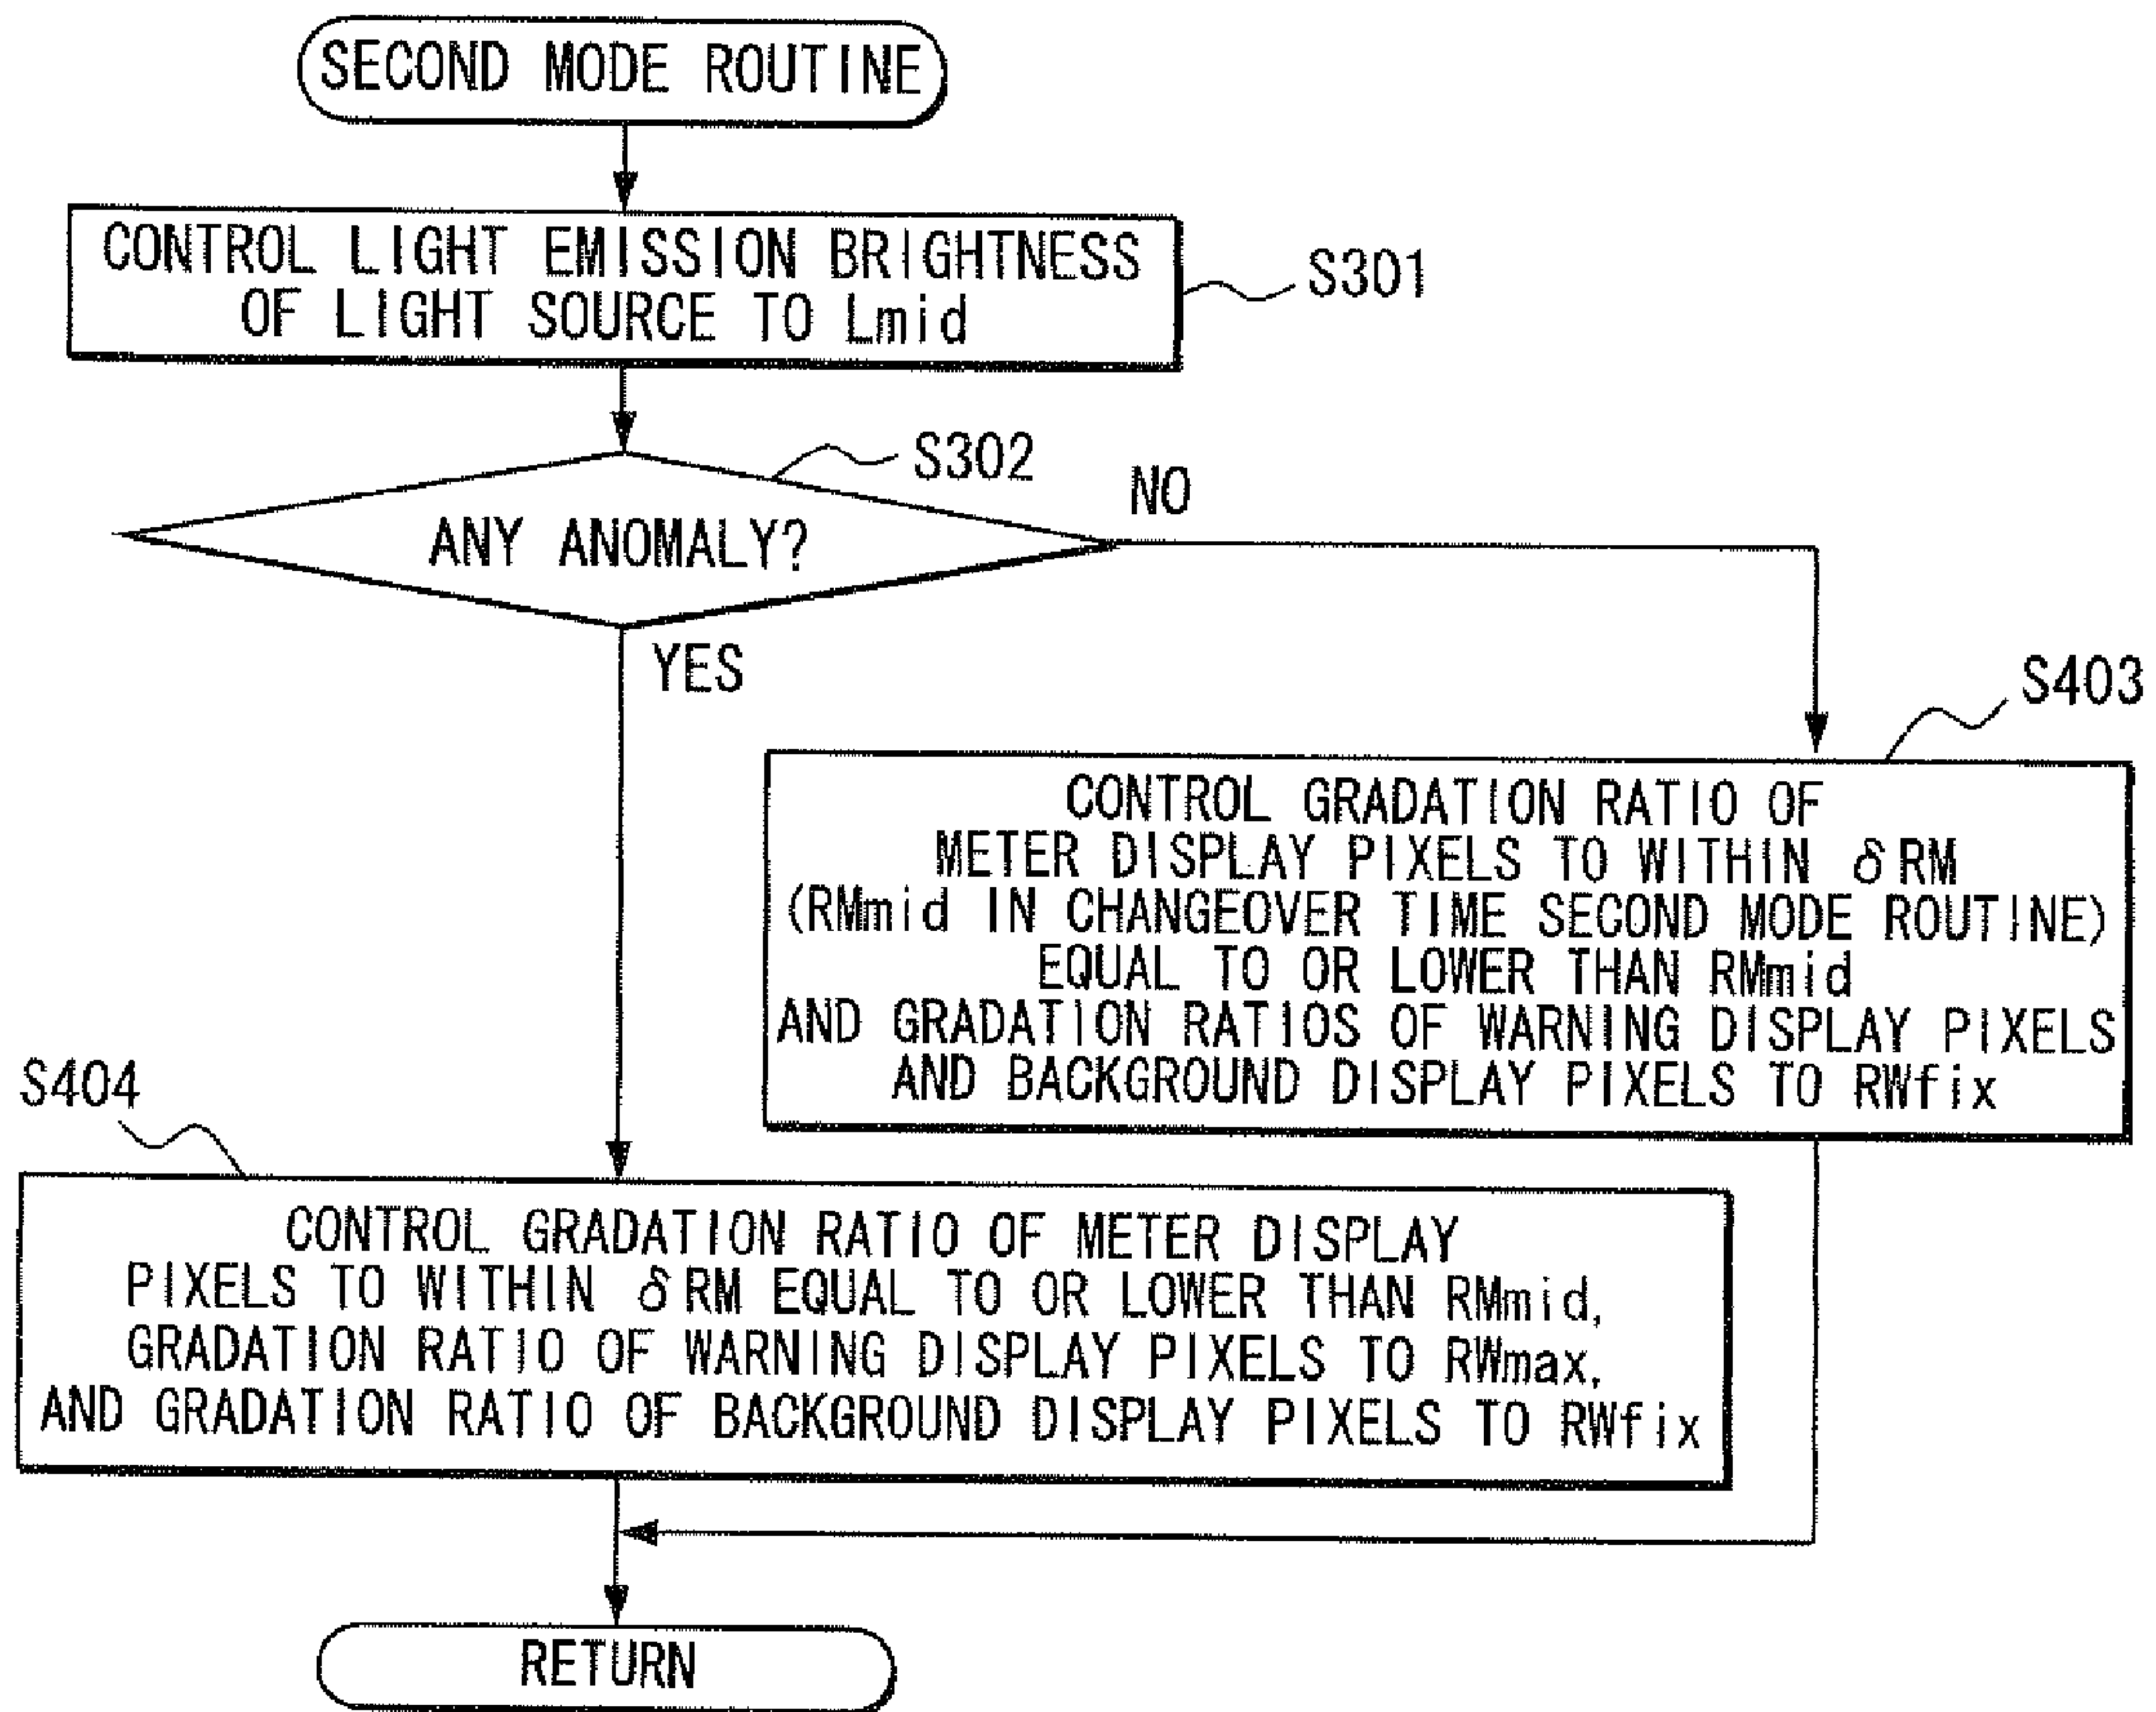 SECOND MODE ROUTINE
CONTROL LIGHT EMISSION BRIGHTNESS
OF LIGHT SOURCE TO Lmid
S301
S302
ANY ANOMALY?
NO
YES
S403
CONTROL GRADATION RATIO OF
METER DISPLAY PIXELS TO WITHIN δRM
(RMmid IN CHANGEOVER TIME SECOND MODE ROUTINE)
EQUAL TO OR LOWER THAN RMmid
AND GRADATION RATIOS OF WARNING DISPLAY PIXELS
AND BACKGROUND DISPLAY PIXELS TO RWfix
S404
CONTROL GRADATION RATIO OF METER DISPLAY
PIXELS TO WITHIN δRM EQUAL TO OR LOWER THAN RMmid,
GRADATION RATIO OF WARNING DISPLAY PIXELS TO RWmax,
AND GRADATION RATIO OF BACKGROUND DISPLAY PIXELS TO RWfix
RETURN